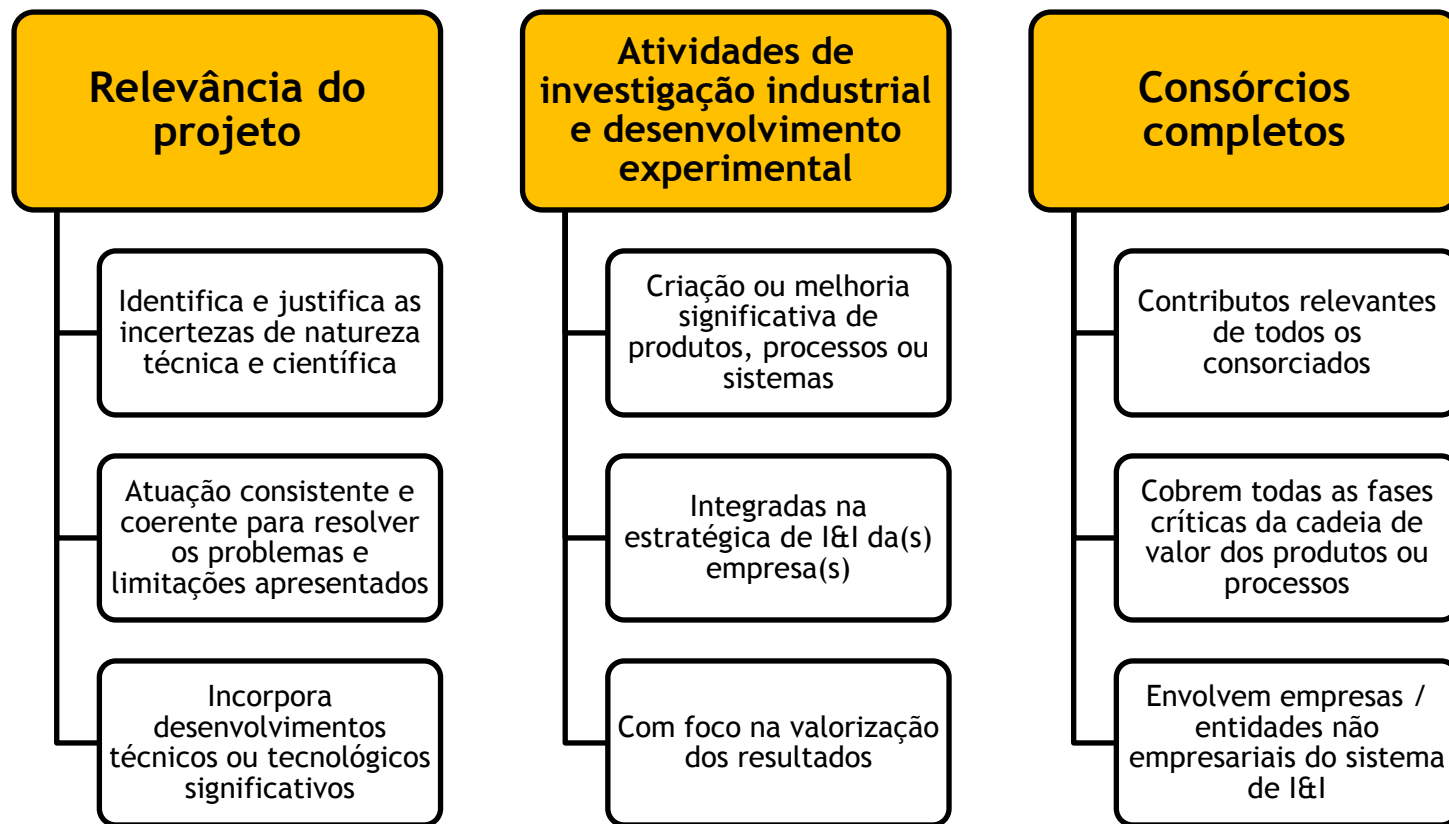 Relevância do
projeto
Identifica e justifica as
incertezas de natureza
técnica e científica
Atuação consistente e
coerente para resolver
os problemas e
limitações apresentados
Incorpora
desenvolvimentos
técnicos ou tecnológicos
significativos
Atividades de
investigação industrial
e desenvolvimento
experimental
Criação ou melhoria
significativa de
produtos, processos ou
sistemas
Integradas na
estratégica de I&I da(s)
empresa(s)
Com foco na valorização
dos resultados
Consórcios
completos
Contributos relevantes
de todos os
consorciados
Cobrem todas as fases
críticas da cadeia de
valor dos produtos ou
processos
Envolvem empresas /
entidades não
empresariais do sistema
de I&I